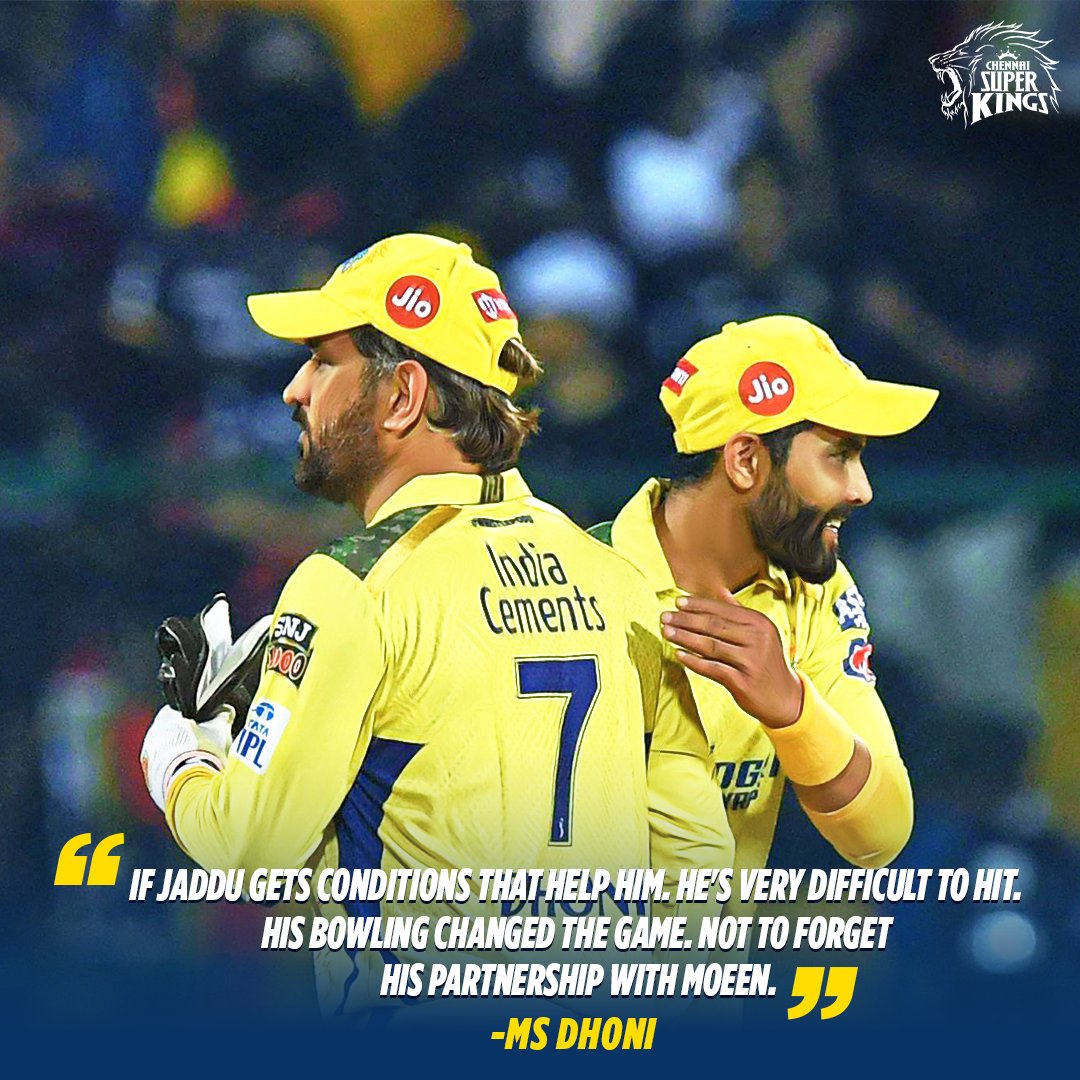 CHENNAI
SUPER
KINGS
Jio
Jio
India
Cements
SNJ
TATA
IPL
7
DHONI
“ IF JADDU GETS CONDITIONS THAT HELP HIM. HE'S VERY DIFFICULT TO HIT.
HIS BOWLING CHANGED THE GAME. NOT TO FORGET
HIS PARTNERSHIP WITH MOEEN. ”
-MS DHONI